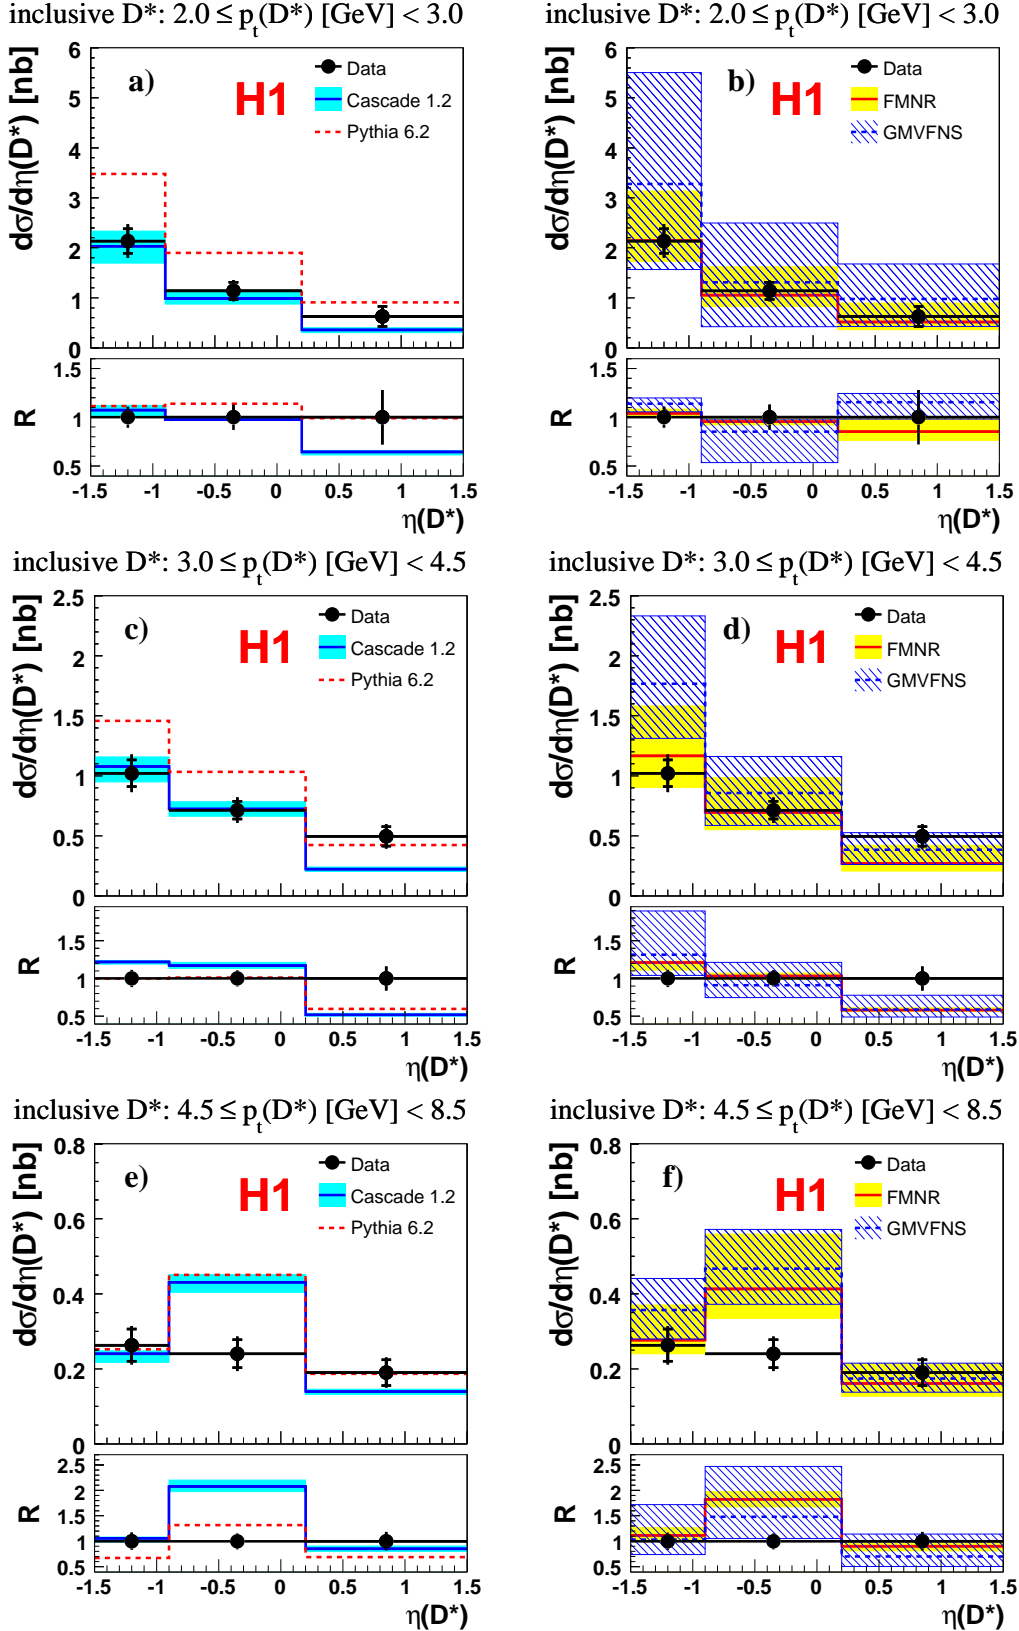 inclusive D*: 2.0 ≤ p_t(D*) [GeV] < 3.0
dσ/dη(D*) [nb]
6
5
4
3
2
1
0
a)
H1
Data
Cascade 1.2
Pythia 6.2
R
1.5
1
0.5
-1.5 -1 -0.5 0 0.5 1 1.5
η(D*)
inclusive D*: 2.0 ≤ p_t(D*) [GeV] < 3.0
dσ/dη(D*) [nb]
6
5
4
3
2
1
0
b)
H1
Data
FMNR
GMVFNS
R
1.5
1
0.5
-1.5 -1 -0.5 0 0.5 1 1.5
η(D*)
inclusive D*: 3.0 ≤ p_t(D*) [GeV] < 4.5
dσ/dη(D*) [nb]
2.5
2
1.5
1
0.5
0
c)
H1
Data
Cascade 1.2
Pythia 6.2
R
1.5
1
0.5
-1.5 -1 -0.5 0 0.5 1 1.5
η(D*)
inclusive D*: 3.0 ≤ p_t(D*) [GeV] < 4.5
dσ/dη(D*) [nb]
2.5
2
1.5
1
0.5
0
d)
H1
Data
FMNR
GMVFNS
R
1.5
1
0.5
-1.5 -1 -0.5 0 0.5 1 1.5
η(D*)
inclusive D*: 4.5 ≤ p_t(D*) [GeV] < 8.5
dσ/dη(D*) [nb]
0.8
0.6
0.4
0.2
0
e)
H1
Data
Cascade 1.2
Pythia 6.2
R
2.5
2
1.5
1
0.5
-1.5 -1 -0.5 0 0.5 1 1.5
η(D*)
inclusive D*: 4.5 ≤ p_t(D*) [GeV] < 8.5
dσ/dη(D*) [nb]
0.8
0.6
0.4
0.2
0
f)
H1
Data
FMNR
GMVFNS
R
2.5
2
1.5
1
0.5
-1.5 -1 -0.5 0 0.5 1 1.5
η(D*)